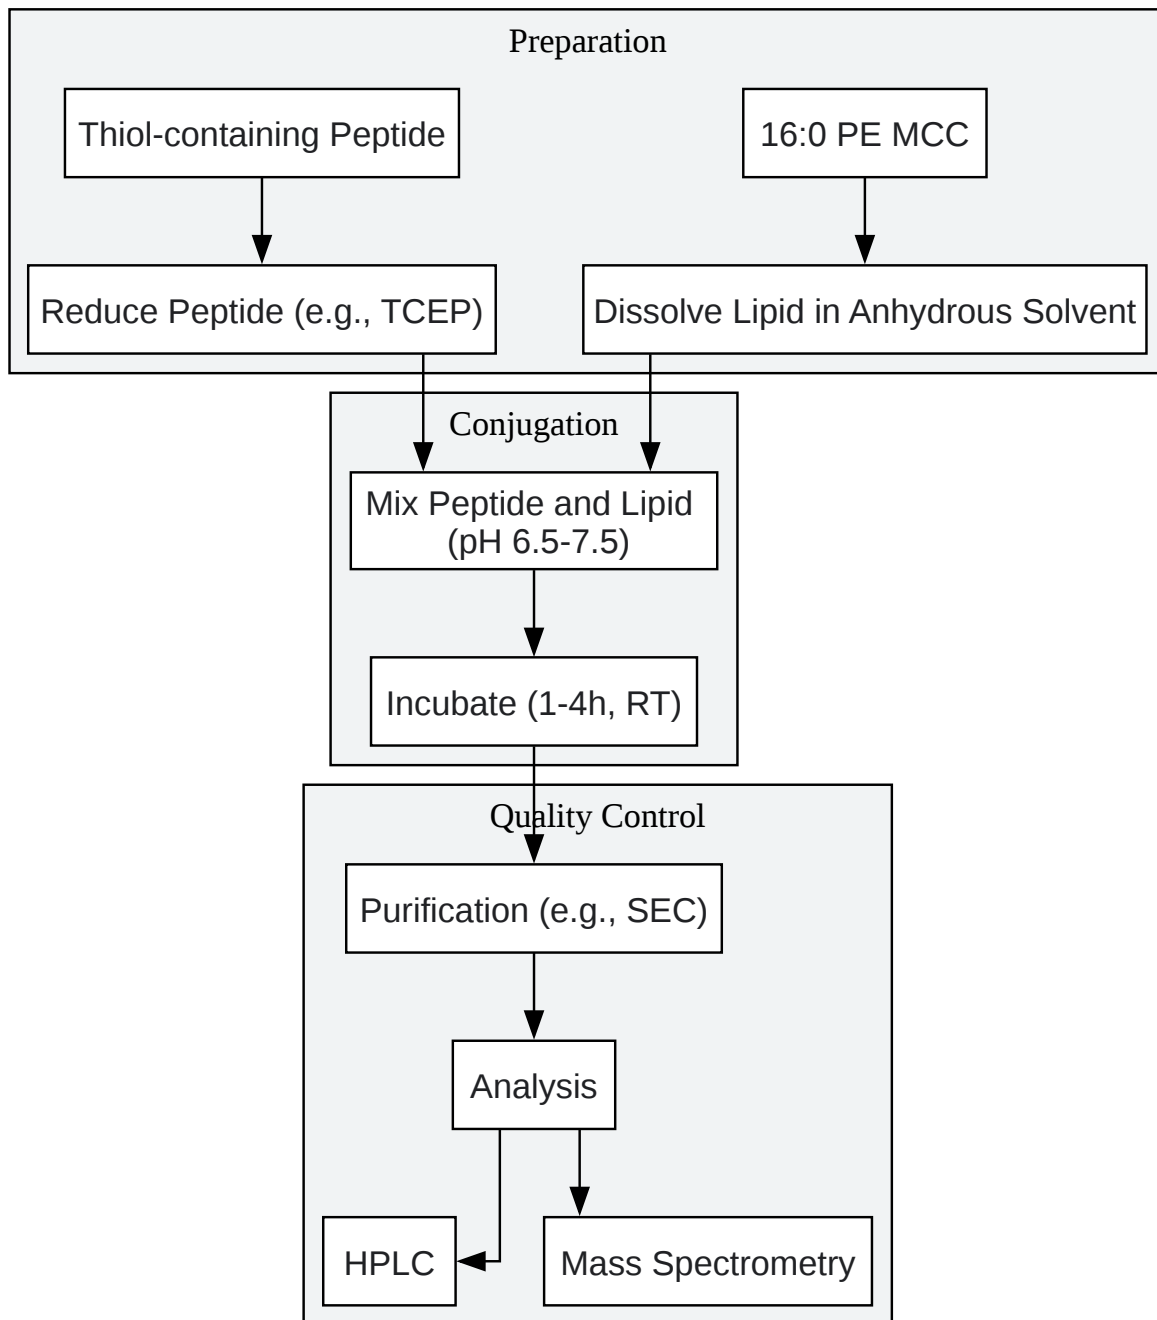 Preparation
Thiol-containing Peptide
16:0 PE MCC
Reduce Peptide (e.g., TCEP)
Dissolve Lipid in Anhydrous Solvent
Conjugation
Mix Peptide and Lipid
(pH 6.5-7.5)
Incubate (1-4h, RT)
Quality Control
Purification (e.g., SEC)
Analysis
HPLC
Mass Spectrometry